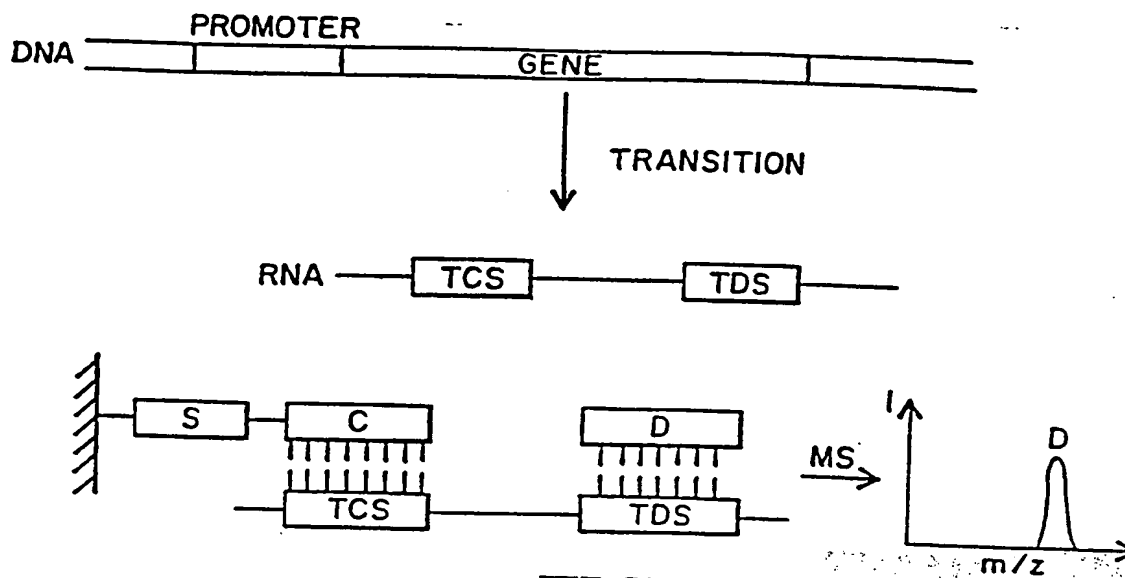 PROMOTER
DNA
GENE
TRANSITION
RNA
TCS
TDS
S
C
D
TCS
TDS
MS
I
D
m/z